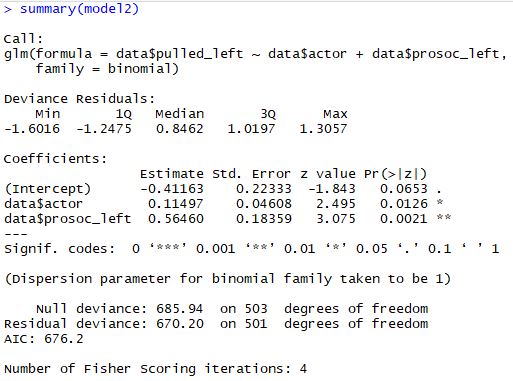 > summary(model2)
Call:
glm(formula = data$pulled_left ~ data$actor + data$prosoc_left,
    family = binomial)
Deviance Residuals:
    Min      1Q  Median      3Q     Max
-1.6016 -1.2475  0.8462  1.0197  1.3057
Coefficients:
                 Estimate Std. Error z value Pr(>|z|)
(Intercept)      -0.41163    0.22333  -1.843   0.0653 .
data$actor        0.11497    0.04608   2.495   0.0126 *
data$prosoc_left  0.56460    0.18359   3.075   0.0021 **
---
Signif. codes:  0 ‘***’ 0.001 ‘**’ 0.01 ‘*’ 0.05 ‘.’ 0.1 ‘ ’ 1
(Dispersion parameter for binomial family taken to be 1)
    Null deviance: 685.94  on 503  degrees of freedom
Residual deviance: 670.20  on 501  degrees of freedom
AIC: 676.2
Number of Fisher Scoring iterations: 4